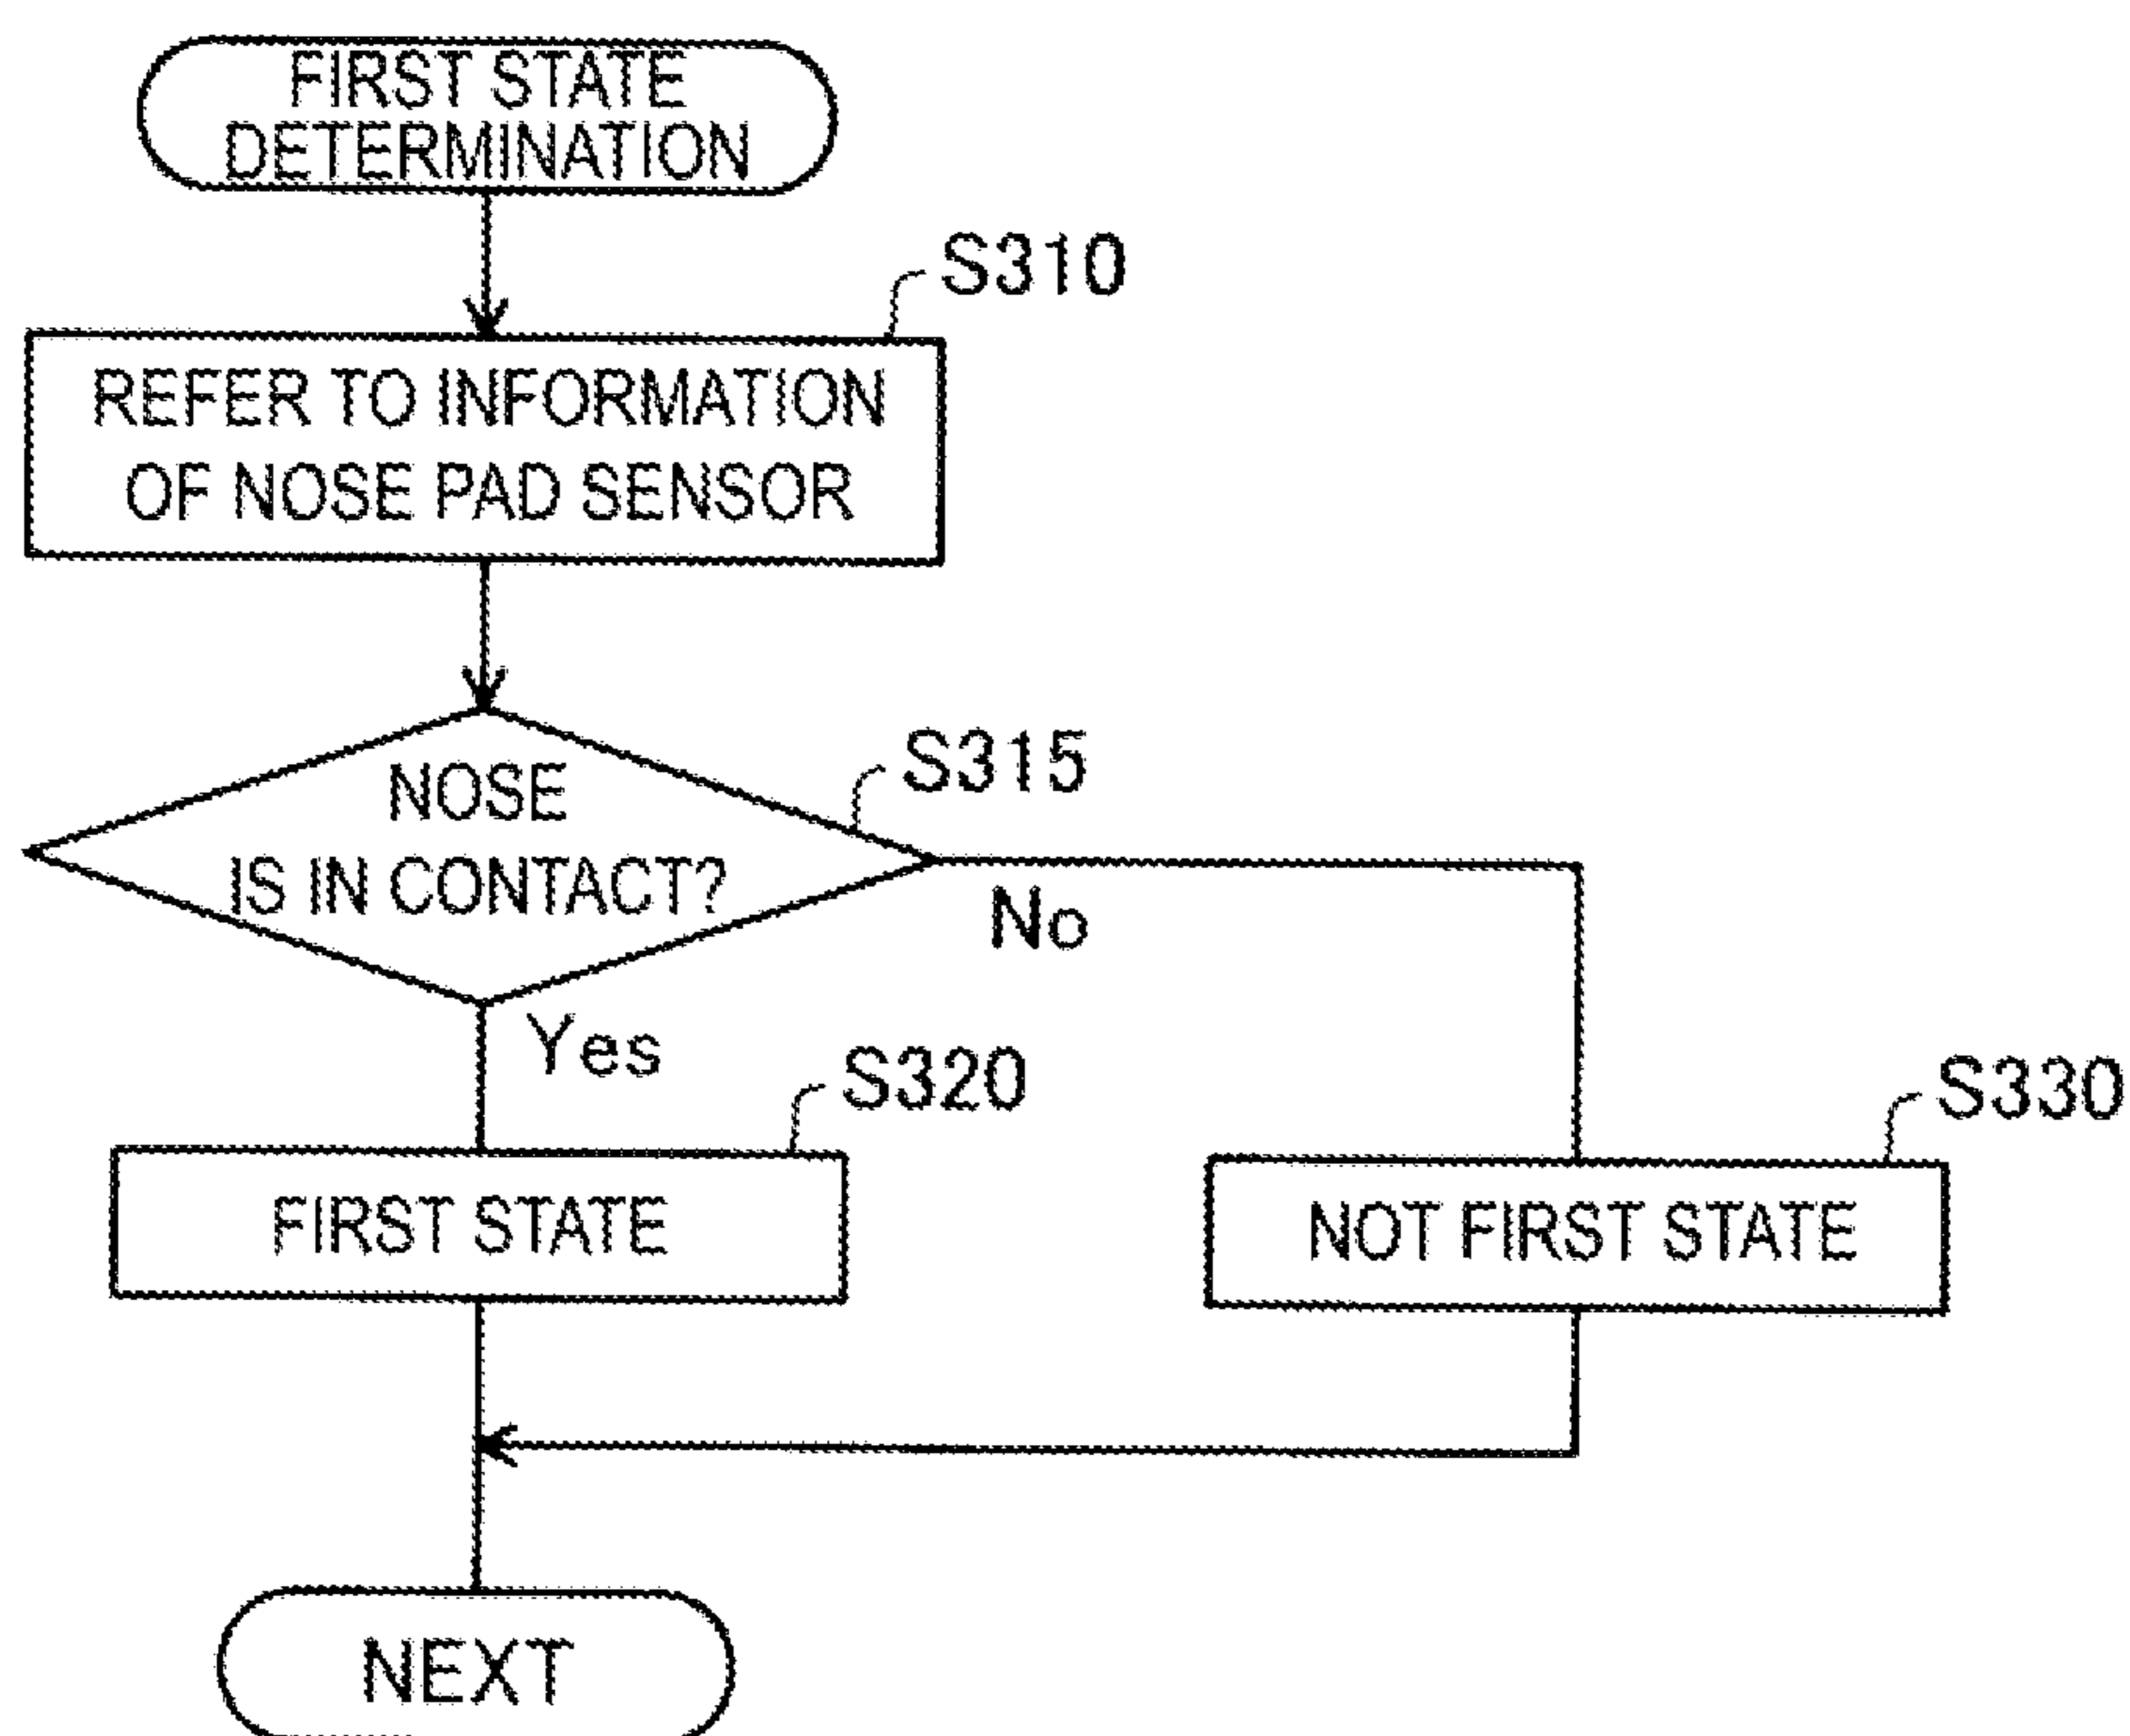 FIRST STATE
DETERMINATION
S310
REFER TO INFORMATION
OF NOSE PAD SENSOR
S315
NOSE
IS IN CONTACT?
No
Yes
S320
S330
FIRST STATE
NOT FIRST STATE
NEXT